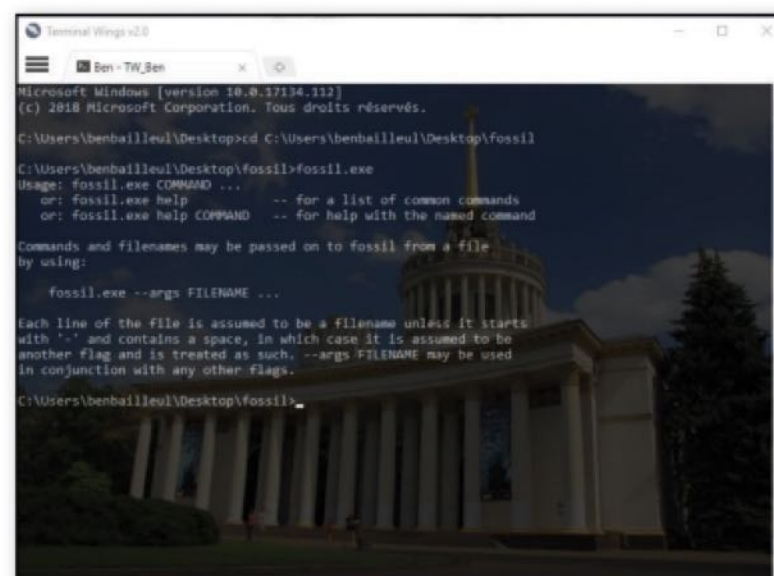 Terminal Wings v2.0
Ben - TW_Ben
Microsoft Windows [version 10.0.17134.112]
(c) 2018 Microsoft Corporation. Tous droits réservés.
C:\Users\benbailleul\Desktop>cd C:\Users\benbailleul\Desktop\fossil
C:\Users\benbailleul\Desktop\fossil>fossil.exe
Usage: fossil.exe COMMAND ...
or: fossil.exe help -- for a list of common commands
or: fossil.exe help COMMAND -- for help with the named command
Commands and filenames may be passed on to fossil from a file
by using:
fossil.exe --args FILENAME ...
Each line of the file is assumed to be a filename unless it starts
with '-' and contains a space, in which case it is assumed to be
another flag and is treated as such. --args FILENAME may be used
in conjunction with any other flags.
C:\Users\benbailleul\Desktop\fossil>